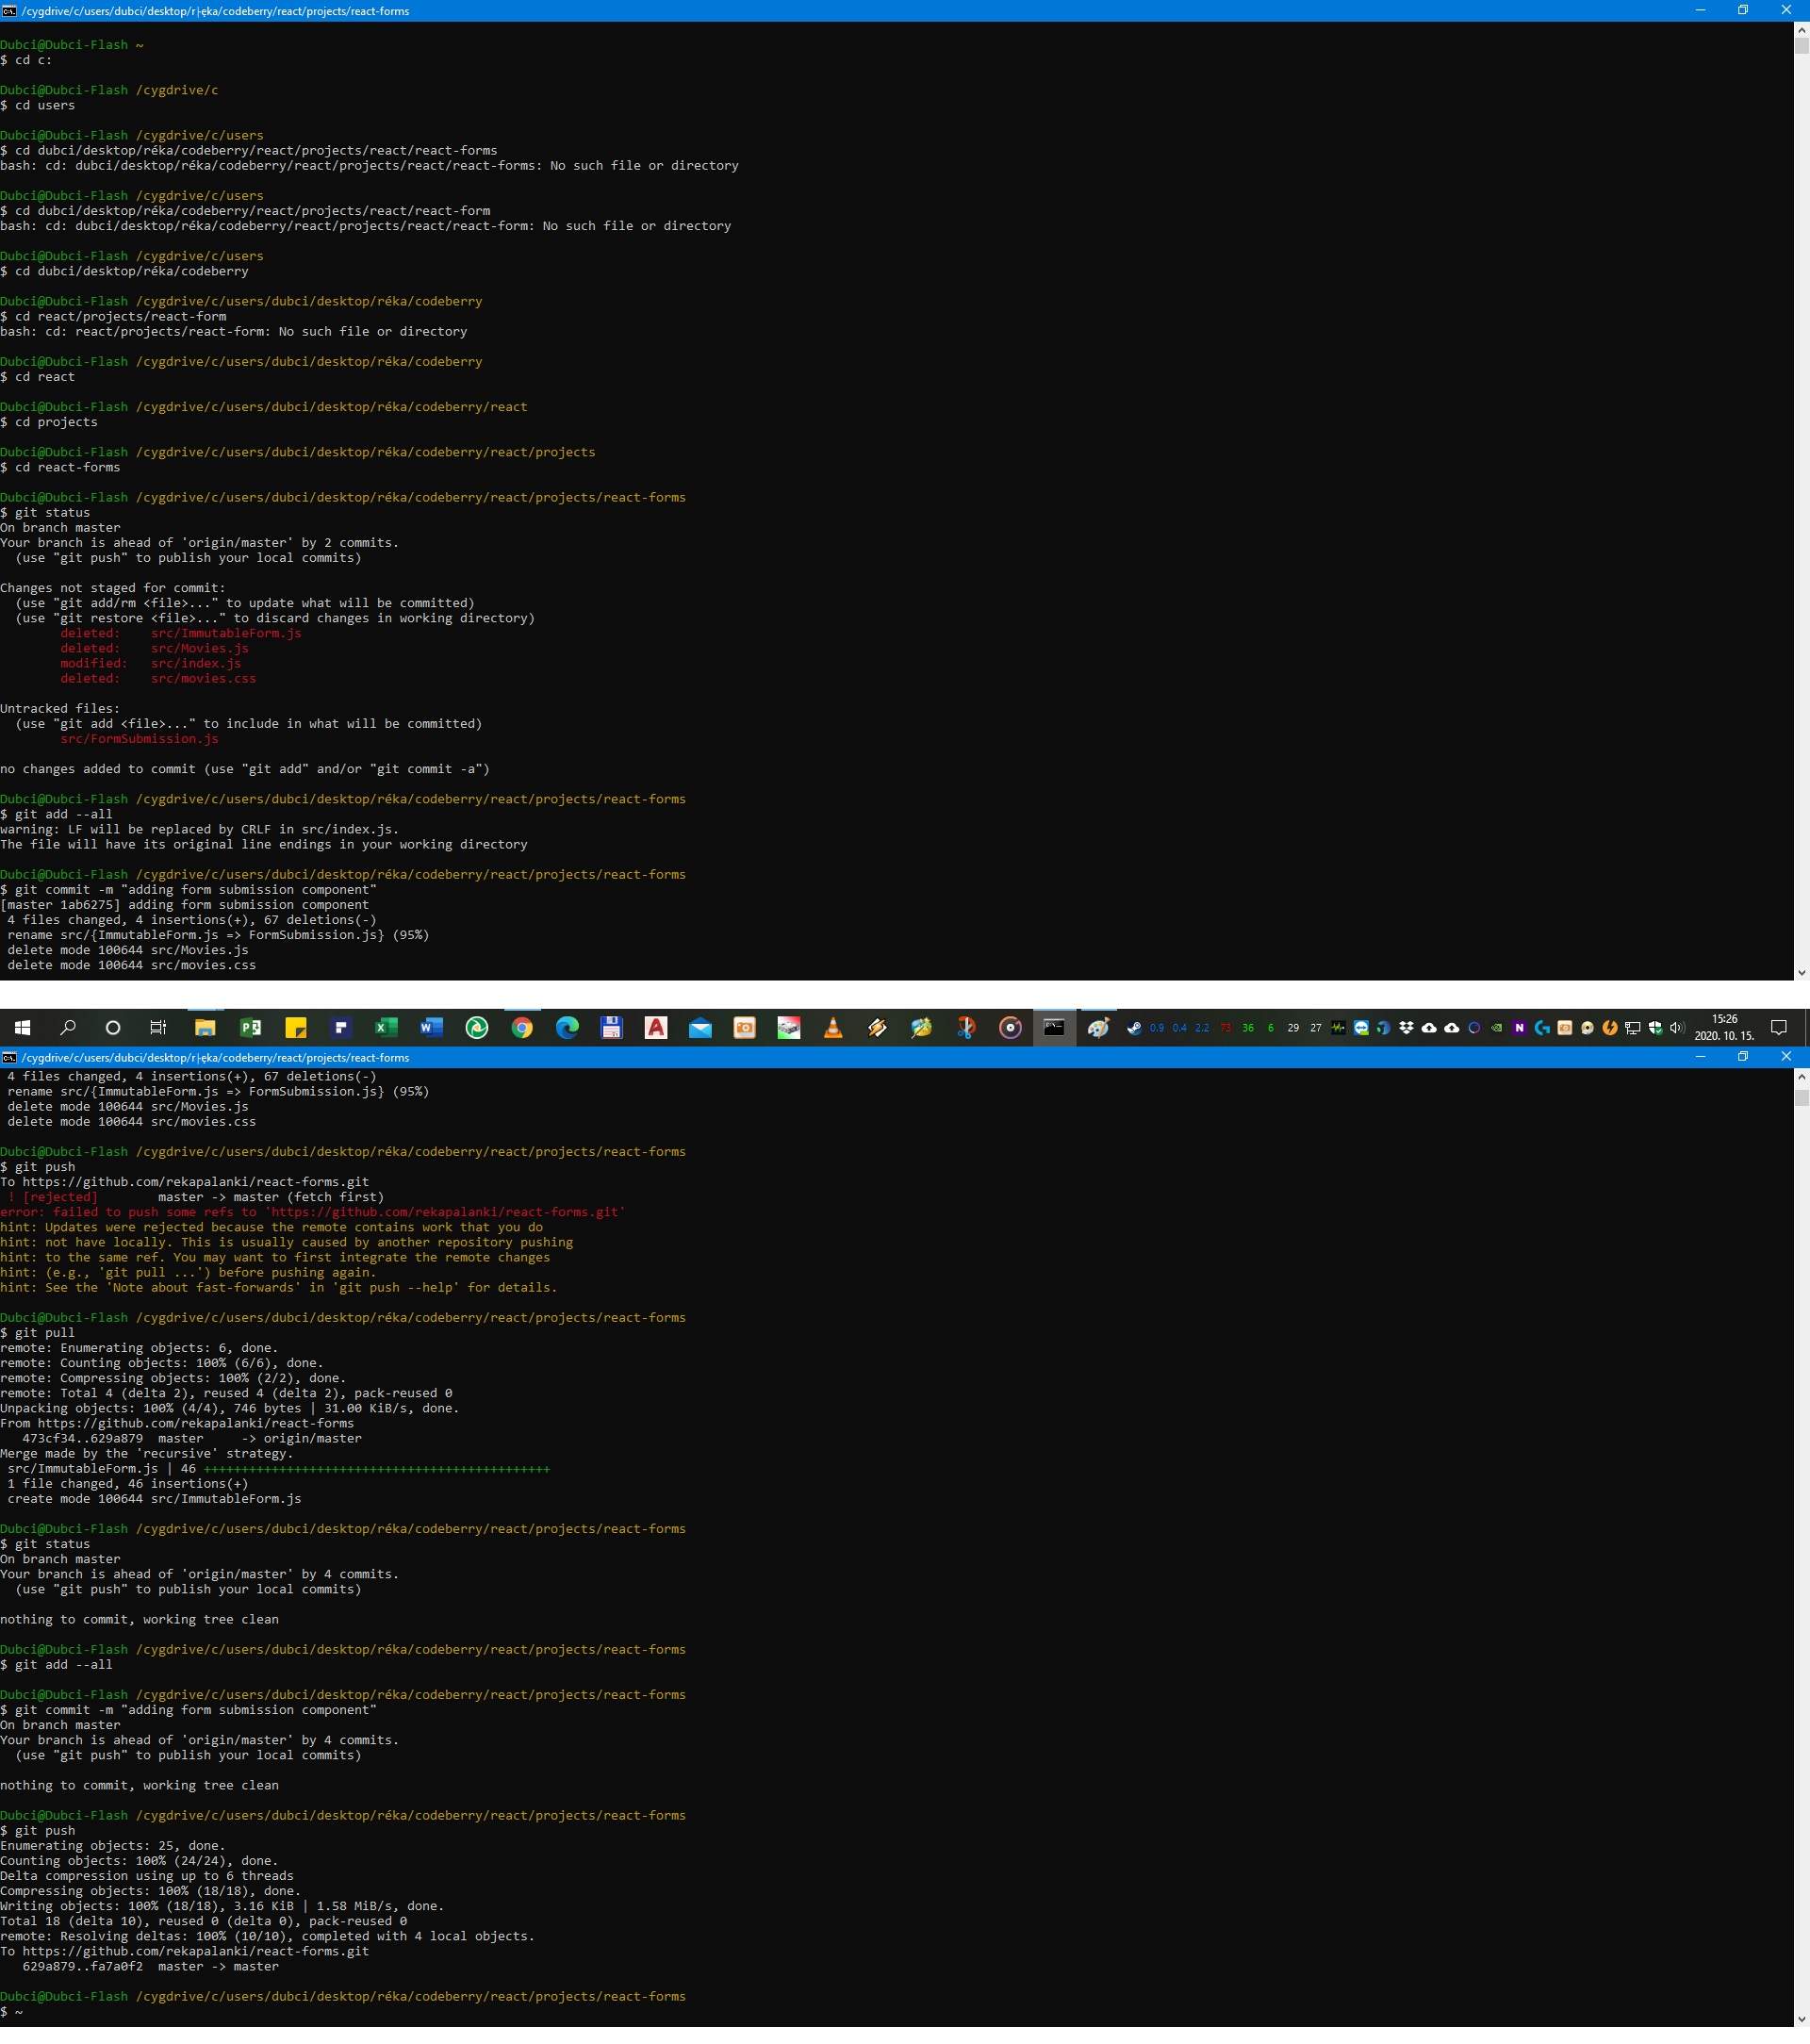 /cygdrive/c/users/dubci/desktop/r├ęka/codeberry/react/projects/react-forms
Dubci@Dubci-Flash ~
$ cd c:
Dubci@Dubci-Flash /cygdrive/c
$ cd users
Dubci@Dubci-Flash /cygdrive/c/users
$ cd dubci/desktop/réka/codeberry/react/projects/react/react-forms
bash: cd: dubci/desktop/réka/codeberry/react/projects/react/react-forms: No such file or directory
Dubci@Dubci-Flash /cygdrive/c/users
$ cd dubci/desktop/réka/codeberry/react/projects/react/react-form
bash: cd: dubci/desktop/réka/codeberry/react/projects/react/react-form: No such file or directory
Dubci@Dubci-Flash /cygdrive/c/users
$ cd dubci/desktop/réka/codeberry
Dubci@Dubci-Flash /cygdrive/c/users/dubci/desktop/réka/codeberry
$ cd react/projects/react-form
bash: cd: react/projects/react-form: No such file or directory
Dubci@Dubci-Flash /cygdrive/c/users/dubci/desktop/réka/codeberry
$ cd react
Dubci@Dubci-Flash /cygdrive/c/users/dubci/desktop/réka/codeberry/react
$ cd projects
Dubci@Dubci-Flash /cygdrive/c/users/dubci/desktop/réka/codeberry/react/projects
$ cd react-forms
Dubci@Dubci-Flash /cygdrive/c/users/dubci/desktop/réka/codeberry/react/projects/react-forms
$ git status
On branch master
Your branch is ahead of 'origin/master' by 2 commits.
(use "git push" to publish your local commits)
Changes not staged for commit:
(use "git add/rm <file>..." to update what will be committed)
(use "git restore <file>..." to discard changes in working directory)
deleted: src/ImmutableForm.js
deleted: src/Movies.js
modified: src/index.js
deleted: src/movies.css
Untracked files:
(use "git add <file>..." to include in what will be committed)
src/FormSubmission.js
no changes added to commit (use "git add" and/or "git commit -a")
Dubci@Dubci-Flash /cygdrive/c/users/dubci/desktop/réka/codeberry/react/projects/react-forms
$ git add --all
warning: LF will be replaced by CRLF in src/index.js.
The file will have its original line endings in your working directory
Dubci@Dubci-Flash /cygdrive/c/users/dubci/desktop/réka/codeberry/react/projects/react-forms
$ git commit -m "adding form submission component"
[master 1ab6275] adding form submission component
4 files changed, 4 insertions(+), 67 deletions(-)
rename src/{ImmutableForm.js => FormSubmission.js} (95%)
delete mode 100644 src/Movies.js
delete mode 100644 src/movies.css
0.9 0.4 2.2 73 36 6 29 27
15:26
2020. 10. 15.
/cygdrive/c/users/dubci/desktop/r├ęka/codeberry/react/projects/react-forms
4 files changed, 4 insertions(+), 67 deletions(-)
rename src/{ImmutableForm.js => FormSubmission.js} (95%)
delete mode 100644 src/Movies.js
delete mode 100644 src/movies.css
Dubci@Dubci-Flash /cygdrive/c/users/dubci/desktop/réka/codeberry/react/projects/react-forms
$ git push
To https://github.com/rekapalanki/react-forms.git
! [rejected] master -> master (fetch first)
error: failed to push some refs to 'https://github.com/rekapalanki/react-forms.git'
hint: Updates were rejected because the remote contains work that you do
hint: not have locally. This is usually caused by another repository pushing
hint: to the same ref. You may want to first integrate the remote changes
hint: (e.g., 'git pull ...') before pushing again.
hint: See the 'Note about fast-forwards' in 'git push --help' for details.
Dubci@Dubci-Flash /cygdrive/c/users/dubci/desktop/réka/codeberry/react/projects/react-forms
$ git pull
remote: Enumerating objects: 6, done.
remote: Counting objects: 100% (6/6), done.
remote: Compressing objects: 100% (2/2), done.
remote: Total 4 (delta 2), reused 4 (delta 2), pack-reused 0
Unpacking objects: 100% (4/4), 746 bytes | 31.00 KiB/s, done.
From https://github.com/rekapalanki/react-forms
473cf34..629a879 master -> origin/master
Merge made by the 'recursive' strategy.
src/ImmutableForm.js | 46 ++++++++++++++++++++++++++++++++++++++++++++++
1 file changed, 46 insertions(+)
create mode 100644 src/ImmutableForm.js
Dubci@Dubci-Flash /cygdrive/c/users/dubci/desktop/réka/codeberry/react/projects/react-forms
$ git status
On branch master
Your branch is ahead of 'origin/master' by 4 commits.
(use "git push" to publish your local commits)
nothing to commit, working tree clean
Dubci@Dubci-Flash /cygdrive/c/users/dubci/desktop/réka/codeberry/react/projects/react-forms
$ git add --all
Dubci@Dubci-Flash /cygdrive/c/users/dubci/desktop/réka/codeberry/react/projects/react-forms
$ git commit -m "adding form submission component"
On branch master
Your branch is ahead of 'origin/master' by 4 commits.
(use "git push" to publish your local commits)
nothing to commit, working tree clean
Dubci@Dubci-Flash /cygdrive/c/users/dubci/desktop/réka/codeberry/react/projects/react-forms
$ git push
Enumerating objects: 25, done.
Counting objects: 100% (24/24), done.
Delta compression using up to 6 threads
Compressing objects: 100% (18/18), done.
Writing objects: 100% (18/18), 3.16 KiB | 1.58 MiB/s, done.
Total 18 (delta 10), reused 0 (delta 0), pack-reused 0
remote: Resolving deltas: 100% (10/10), completed with 4 local objects.
To https://github.com/rekapalanki/react-forms.git
629a879..fa7a0f2 master -> master
Dubci@Dubci-Flash /cygdrive/c/users/dubci/desktop/réka/codeberry/react/projects/react-forms
$ ~